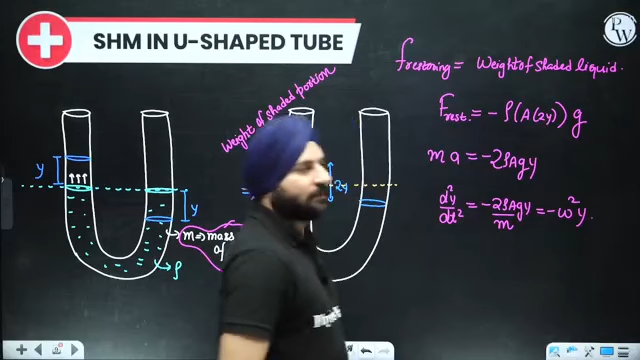 SHM IN U-SHAPED TUBE
PW
frestoring = Weight of shaded liquid.
Frest. = - ρ(A(2y)) g
ma = -2ρAgy
d²y/dt² = -2ρAgy/m = -ω²y.
Weight of shaded portion
y
y
2y
m → mass
of
ρ